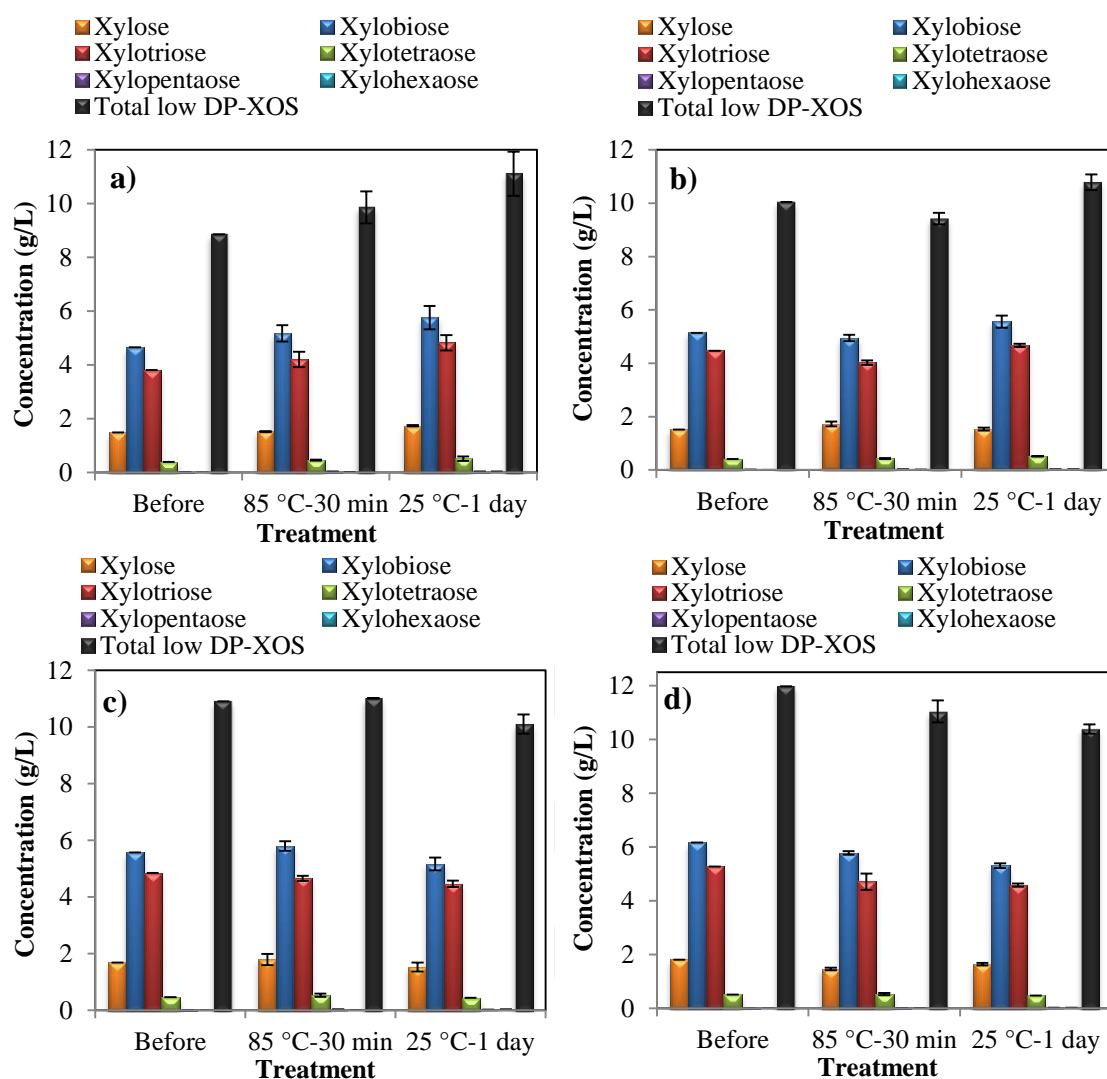 Xylose Xylobiose
Xylotriose Xylotetraose
Xylopentaose Xylohexaose
Total low DP-XOS
a)
Concentration (g/L)
12
10
8
6
4
2
0
Before 85 °C-30 min 25 °C-1 day
Treatment
Xylose Xylobiose
Xylotriose Xylotetraose
Xylopentaose Xylohexaose
Total low DP-XOS
b)
Concentration (g/L)
12
10
8
6
4
2
0
Before 85 °C-30 min 25 °C-1 day
Treatment
Xylose Xylobiose
Xylotriose Xylotetraose
Xylopentaose Xylohexaose
Total low DP-XOS
c)
Concentration (g/L)
12
10
8
6
4
2
0
Before 85 °C-30 min 25 °C-1 day
Treatment
Xylose Xylobiose
Xylotriose Xylotetraose
Xylopentaose Xylohexaose
Total low DP-XOS
d)
Concentration (g/L)
12
10
8
6
4
2
0
Before 85 °C-30 min 25 °C-1 day
Treatment